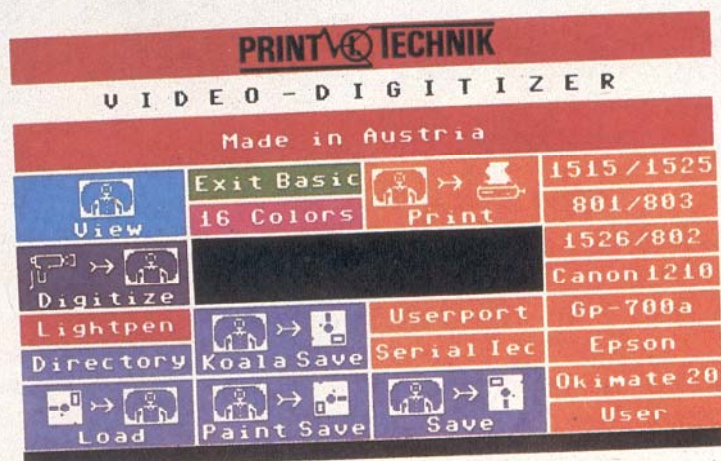 PRINT TECHNIK
VIDEO-DIGITIZER
Made in Austria
View
Exit Basic
16 Colors
Print
1515/1525
801/803
1526/802
Canon 1210
Digitize
Lightpen
Directory
Koala Save
Userport
Serial Iec
Gp-700a
Epson
Okimate 20
User
Load
Paint Save
Save